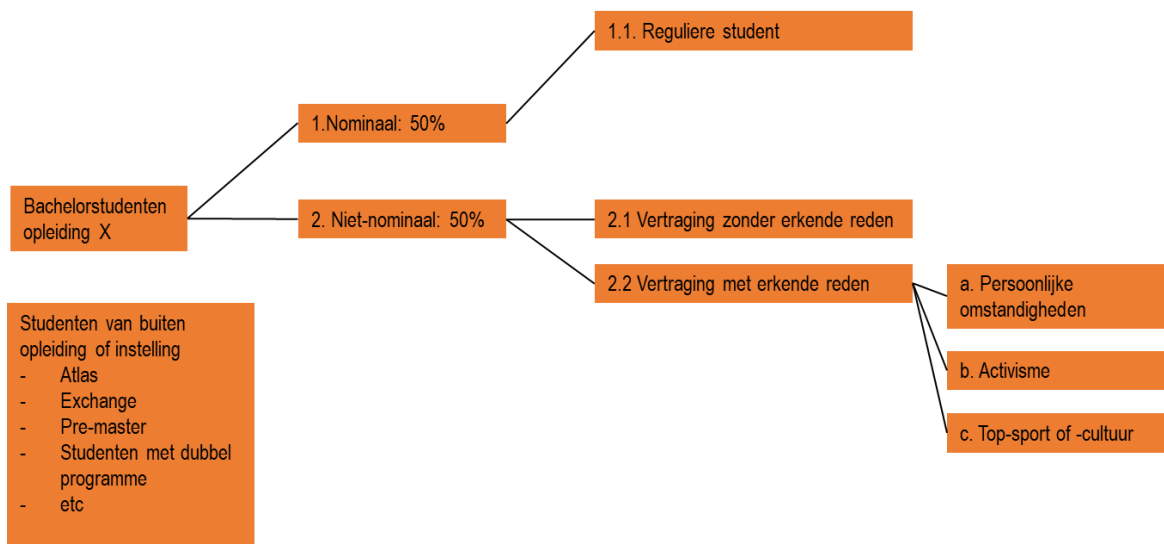 1.1. Reguliere student
1.Nominaal: 50%
Bachelorstudenten
opleiding X
2. Niet-nominaal: 50%
2.1 Vertraging zonder erkende reden
2.2 Vertraging met erkende reden
a. Persoonlijke
omstandigheden
b. Activisme
c. Top-sport of -cultuur
Studenten van buiten
opleiding of instelling
- Atlas
- Exchange
- Pre-master
- Studenten met dubbel
programme
- etc